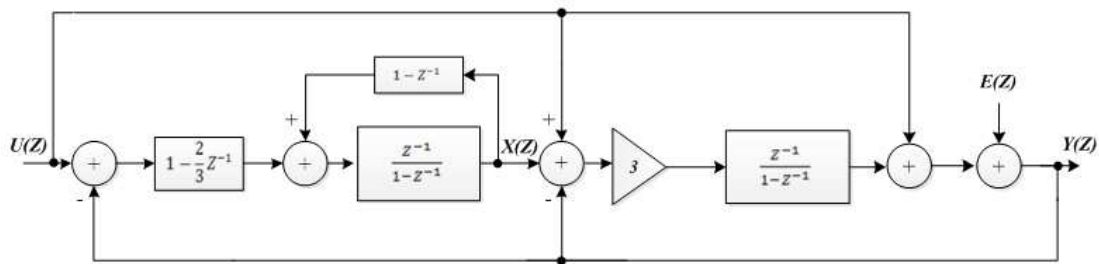 1 − Z⁻¹
E(Z)
+
+
U(Z)
X(Z)
Y(Z)
+
1 − 2/3 Z⁻¹
+
Z⁻¹/1−Z⁻¹
+
3
Z⁻¹/1−Z⁻¹
+
+
-
-